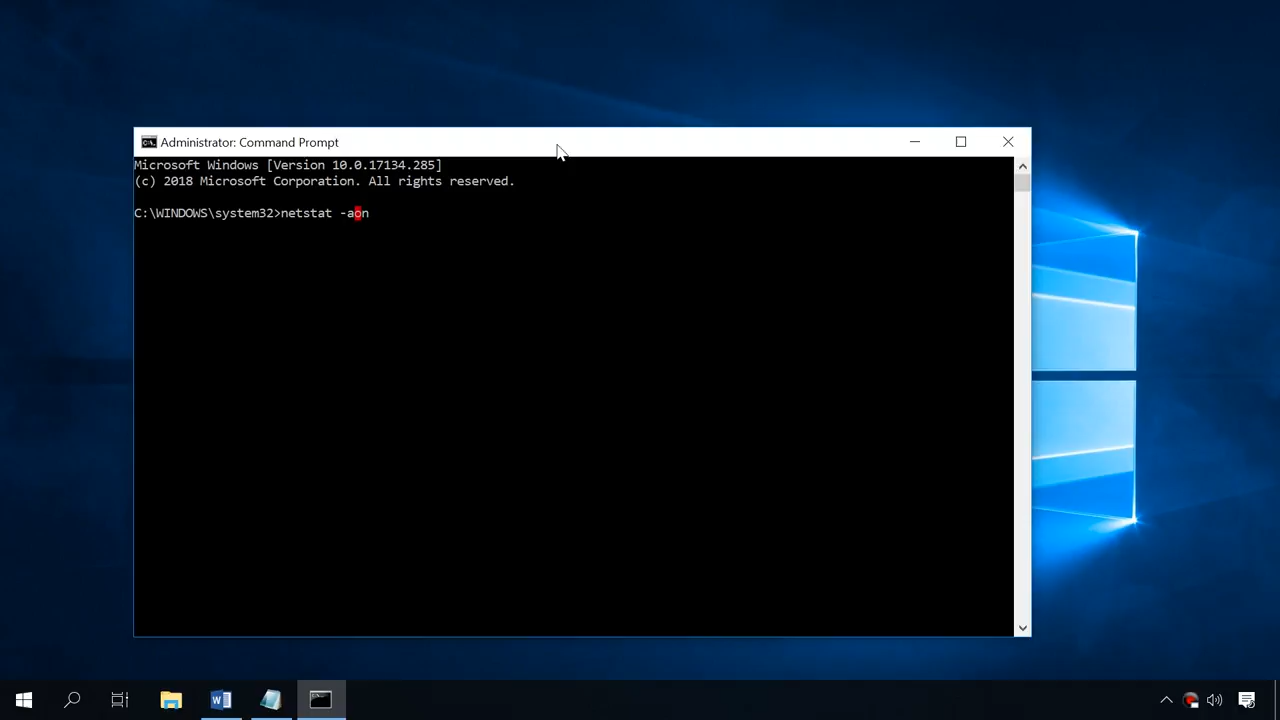 Administrator: Command Prompt
Microsoft Windows [Version 10.0.17134.285]
(c) 2018 Microsoft Corporation. All rights reserved.
C:\WINDOWS\system32>netstat -aon